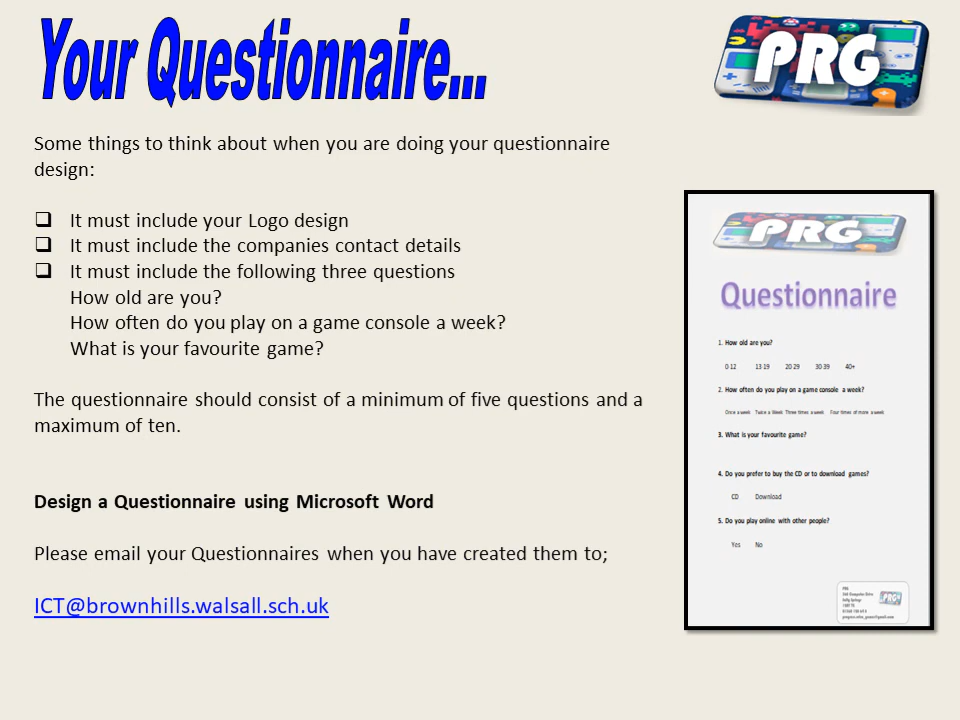 Your Questionnaire...
PRG
Some things to think about when you are doing your questionnaire
design:
It must include your Logo design
It must include the companies contact details
It must include the following three questions
How old are you?
How often do you play on a game console a week?
What is your favourite game?
The questionnaire should consist of a minimum of five questions and a
maximum of ten.
Design a Questionnaire using Microsoft Word
Please email your Questionnaires when you have created them to;
ICT@brownhills.walsall.sch.uk
PRG
Questionnaire
1. How old are you?
0 12 13 19 20 29 30 39 40+
2. How often do you play on a game console a week?
Once a week Twice a Week Three times a week Four times of more a week
3. What is your favourite game?
4. Do you prefer to buy the CD or to download games?
CD Download
5. Do you play online with other people?
Yes No
PRG
PRG